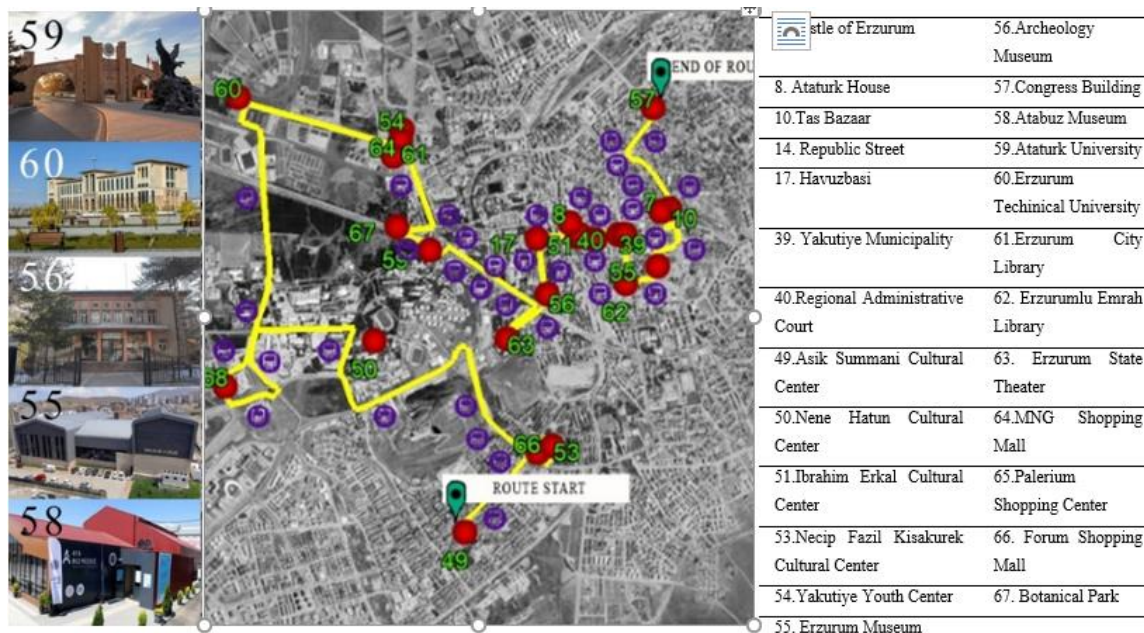 59
60
56
55
58
57
END OF ROU
60
54
64
61
67
17
8
51
40
39
7
10
55
62
56
63
50
66
53
ROUTE START
49
stle of Erzurum
56.Archeology
Museum
8. Ataturk House
57.Congress Building
10.Tas Bazaar
58.Atabuz Museum
14. Republic Street
59.Ataturk University
17. Havuzbasi
60.Erzurum
Techinical University
39. Yakutiye Municipality
61.Erzurum City
Library
40.Regional Administrative
Court
62. Erzurumlu Emrah
Library
49.Asik Summani Cultural
Center
63. Erzurum State
Theater
50.Nene Hatun Cultural
Center
64.MNG Shopping
Mall
51.Ibrahim Erkal Cultural
Center
65.Palerium
Shopping Center
53.Necip Fazil Kisakurek
Cultural Center
66. Forum Shopping
Mall
54.Yakutiye Youth Center
67. Botanical Park
55. Erzurum Museum